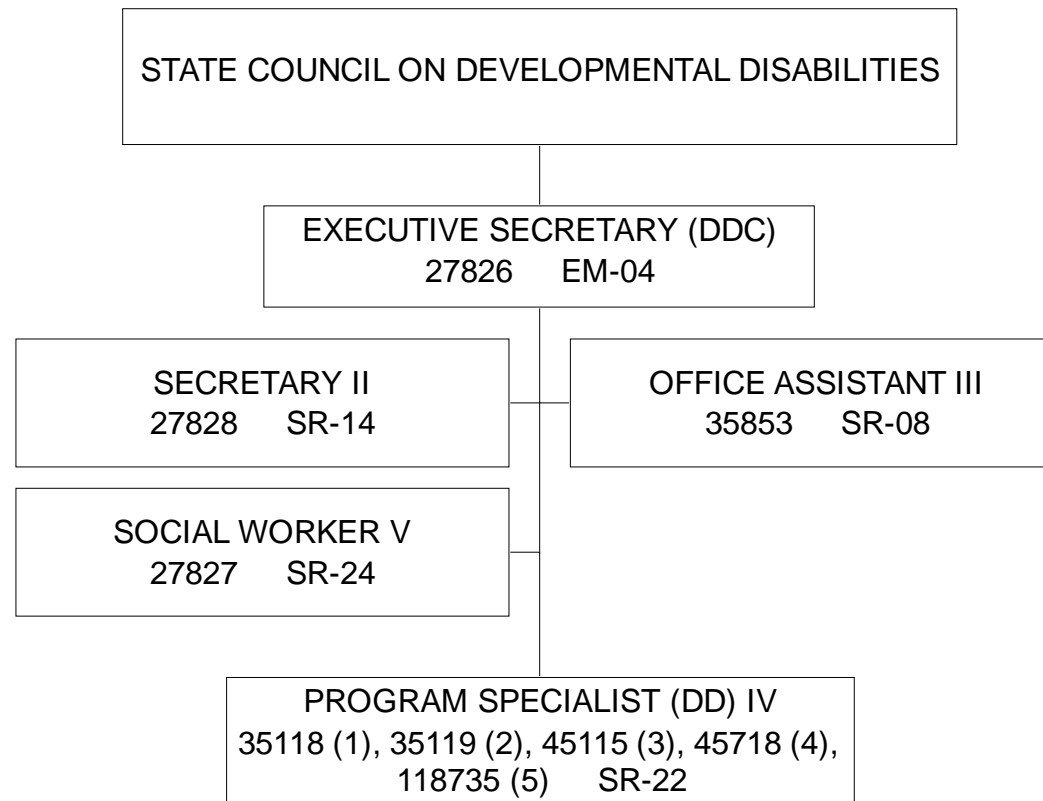 STATE COUNCIL ON DEVELOPMENTAL DISABILITIES
EXECUTIVE SECRETARY (DDC)
27826 EM-04
SECRETARY II
27828 SR-14
OFFICE ASSISTANT III
35853 SR-08
SOCIAL WORKER V
27827 SR-24
PROGRAM SPECIALIST (DD) IV
35118 (1), 35119 (2), 45115 (3), 45718 (4),
118735 (5) SR-22